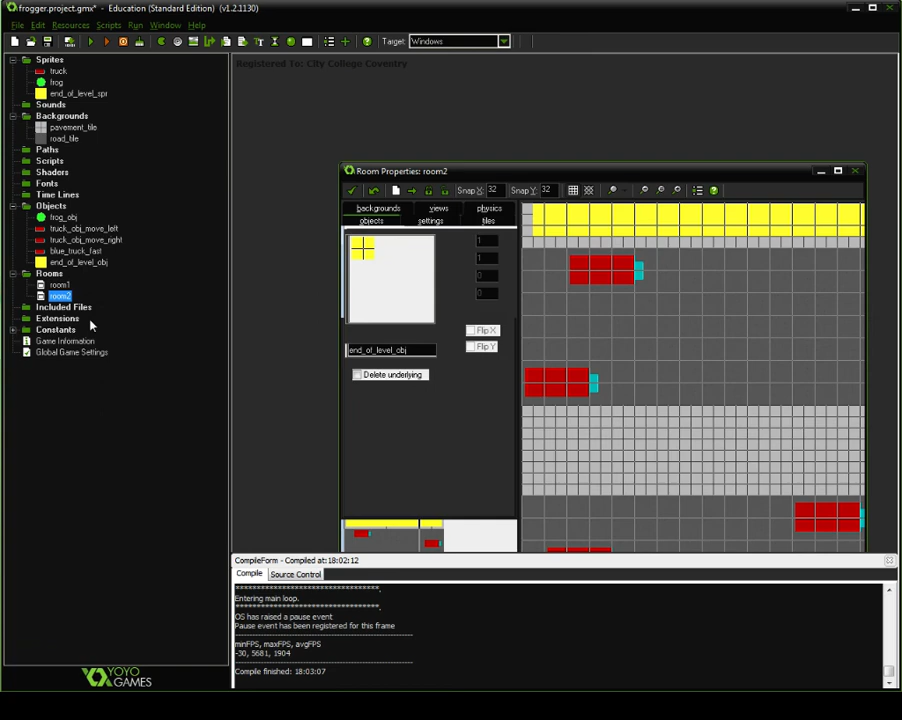 frogger.project.gmx* - Education (Standard Edition) (v1.2.1130)
File Edit Resources Scripts Run Window Help
Target: Windows
Registered To: City College Coventry
Sprites
truck
frog
end_of_level_spr
Sounds
Backgrounds
pavement_tile
road_tile
Paths
Scripts
Shaders
Fonts
Time Lines
Objects
frog_obj
truck_obj_move_left
truck_obj_move_right
blue_truck_fast
end_of_level_obj
Rooms
room1
room2
Included Files
Extensions
Constants
Game Information
Global Game Settings
YOYO
GAMES
Room Properties: room2
Snap X: 32 Snap Y: 32
backgrounds views physics
objects settings tiles
1
1
0
0
Flip X
Flip Y
end_of_level_obj
Delete underlying
CompileForm - Compiled at:18:02:12
Compile Source Control
Entering main loop.
OS has raised a pause event
Pause event has been registered for this frame
minFPS, maxFPS, avgFPS
-30, 5681, 1904
Compile finished: 18:03:07